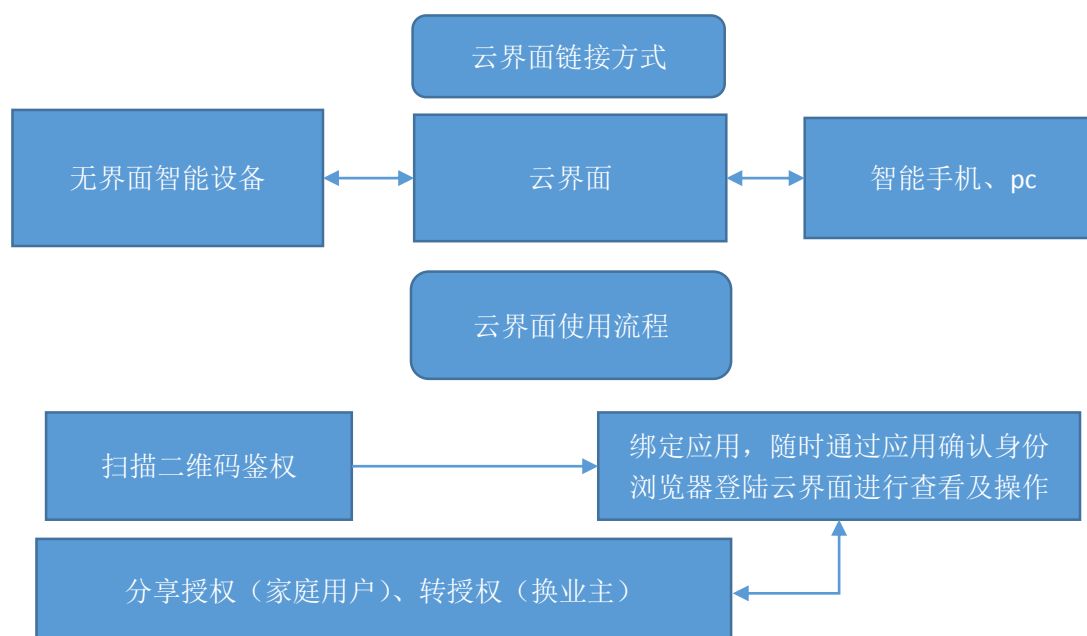 云界面链接方式
无界面智能设备
云界面
智能手机、pc
云界面使用流程
扫描二维码鉴权
绑定应用，随时通过应用确认身份
浏览器登陆云界面进行查看及操作
分享授权（家庭用户）、转授权（换业主）